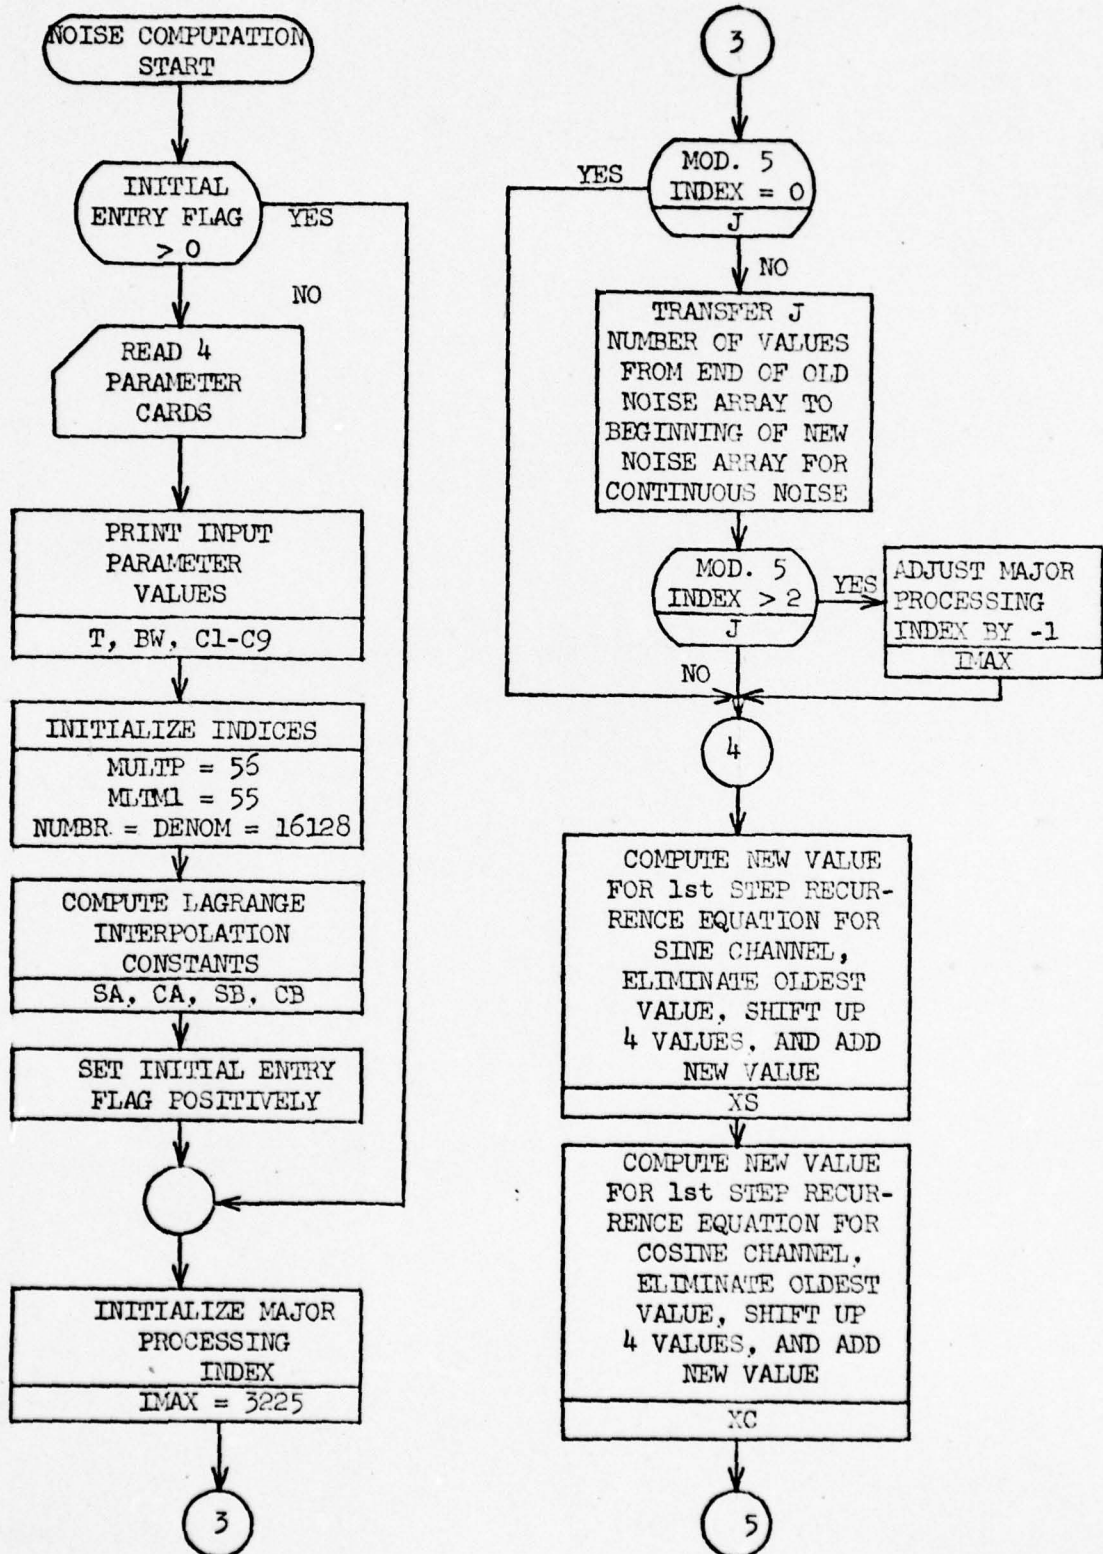 NOISE COMPUTATION
START
INITIAL
ENTRY FLAG
> 0
YES
NO
READ 4
PARAMETER
CARDS
PRINT INPUT
PARAMETER
VALUES
T, BW, C1-C9
INITIALIZE INDICES
MULTP = 56
MLTM1 = 55
NUMBR = DENOM = 16128
COMPUTE LAGRANGE
INTERPOLATION
CONSTANTS
SA, CA, SB, CB
SET INITIAL ENTRY
FLAG POSITIVELY
INITIALIZE MAJOR
PROCESSING
INDEX
IMAX = 3225
3
3
MOD. 5
INDEX = 0
J
YES
NO
TRANSFER J
NUMBER OF VALUES
FROM END OF OLD
NOISE ARRAY TO
BEGINNING OF NEW
NOISE ARRAY FOR
CONTINUOUS NOISE
MOD. 5
INDEX > 2
J
YES
ADJUST MAJOR
PROCESSING
INDEX BY -1
IMAX
NO
4
COMPUTE NEW VALUE
FOR 1st STEP RECUR-
RENCE EQUATION FOR
SINE CHANNEL,
ELIMINATE OLDEST
VALUE, SHIFT UP
4 VALUES, AND ADD
NEW VALUE
XS
COMPUTE NEW VALUE
FOR 1st STEP RECUR-
RENCE EQUATION FOR
COSINE CHANNEL,
ELIMINATE OLDEST
VALUE, SHIFT UP
4 VALUES, AND ADD
NEW VALUE
XC
5